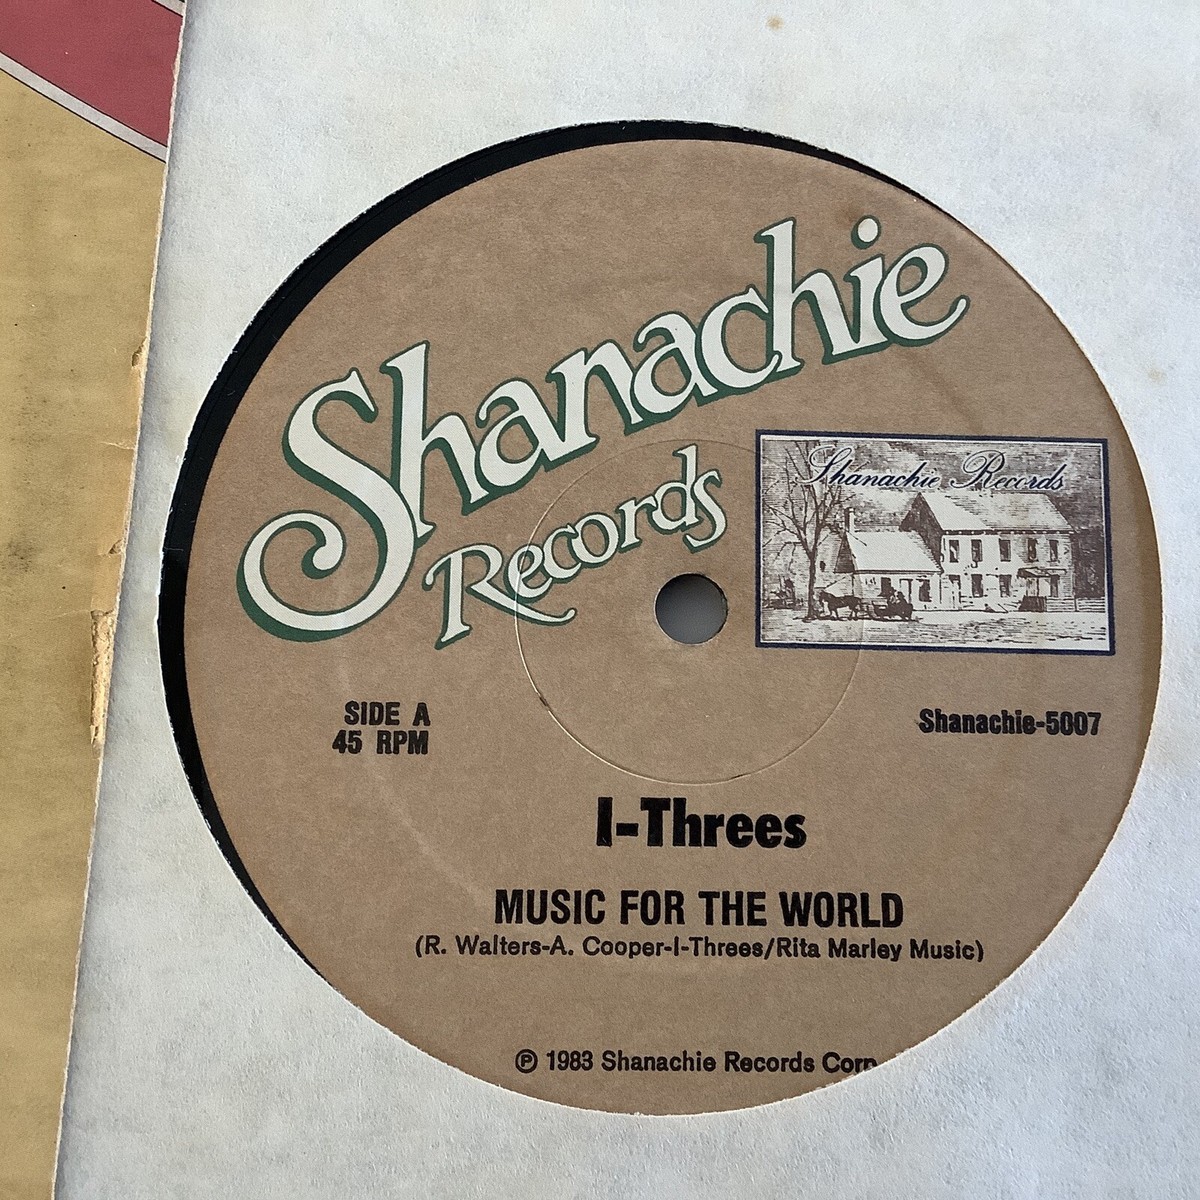 Shanachie
Records
Shanachie Records
SIDE A
45 RPM
Shanachie-5007
I-Threes
MUSIC FOR THE WORLD
(R. Walters-A. Cooper-I-Threes/Rita Marley Music)
℗ 1983 Shanachie Records Corp